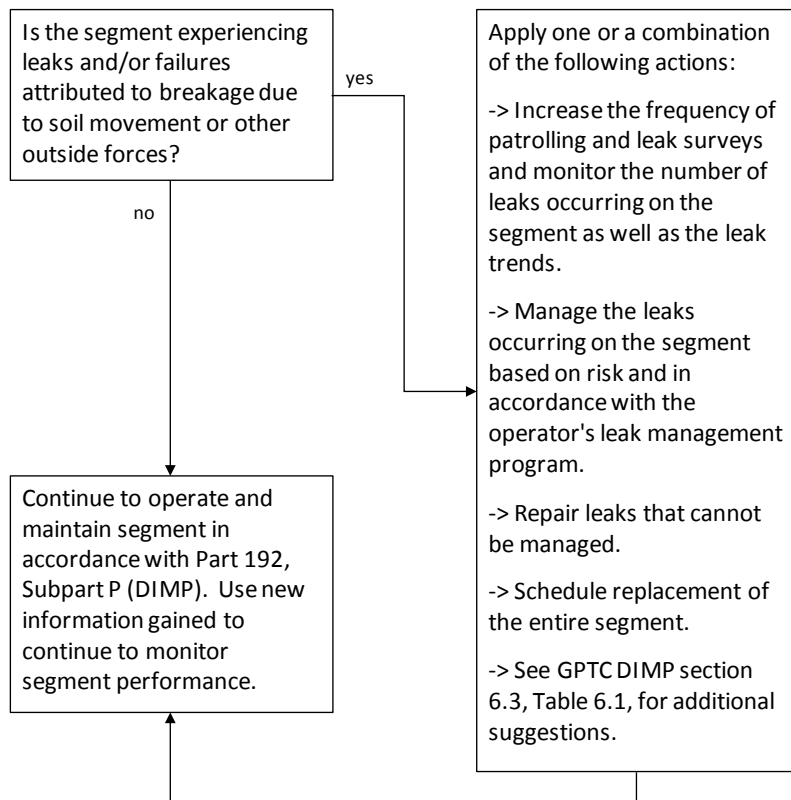 Is the segment experiencing
leaks and/or failures
attributed to breakage due
to soil movement or other
outside forces?
yes
no
Apply one or a combination
of the following actions:
-> Increase the frequency of
patrolling and leak surveys
and monitor the number of
leaks occurring on the
segment as well as the leak
trends.
-> Manage the leaks
occurring on the segment
based on risk and in
accordance with the
operator's leak management
program.
-> Repair leaks that cannot
be managed.
-> Schedule replacement of
the entire segment.
-> See GPTC DIMP section
6.3, Table 6.1, for additional
suggestions.
Continue to operate and
maintain segment in
accordance with Part 192,
Subpart P (DIMP).  Use new
information gained to
continue to monitor
segment performance.